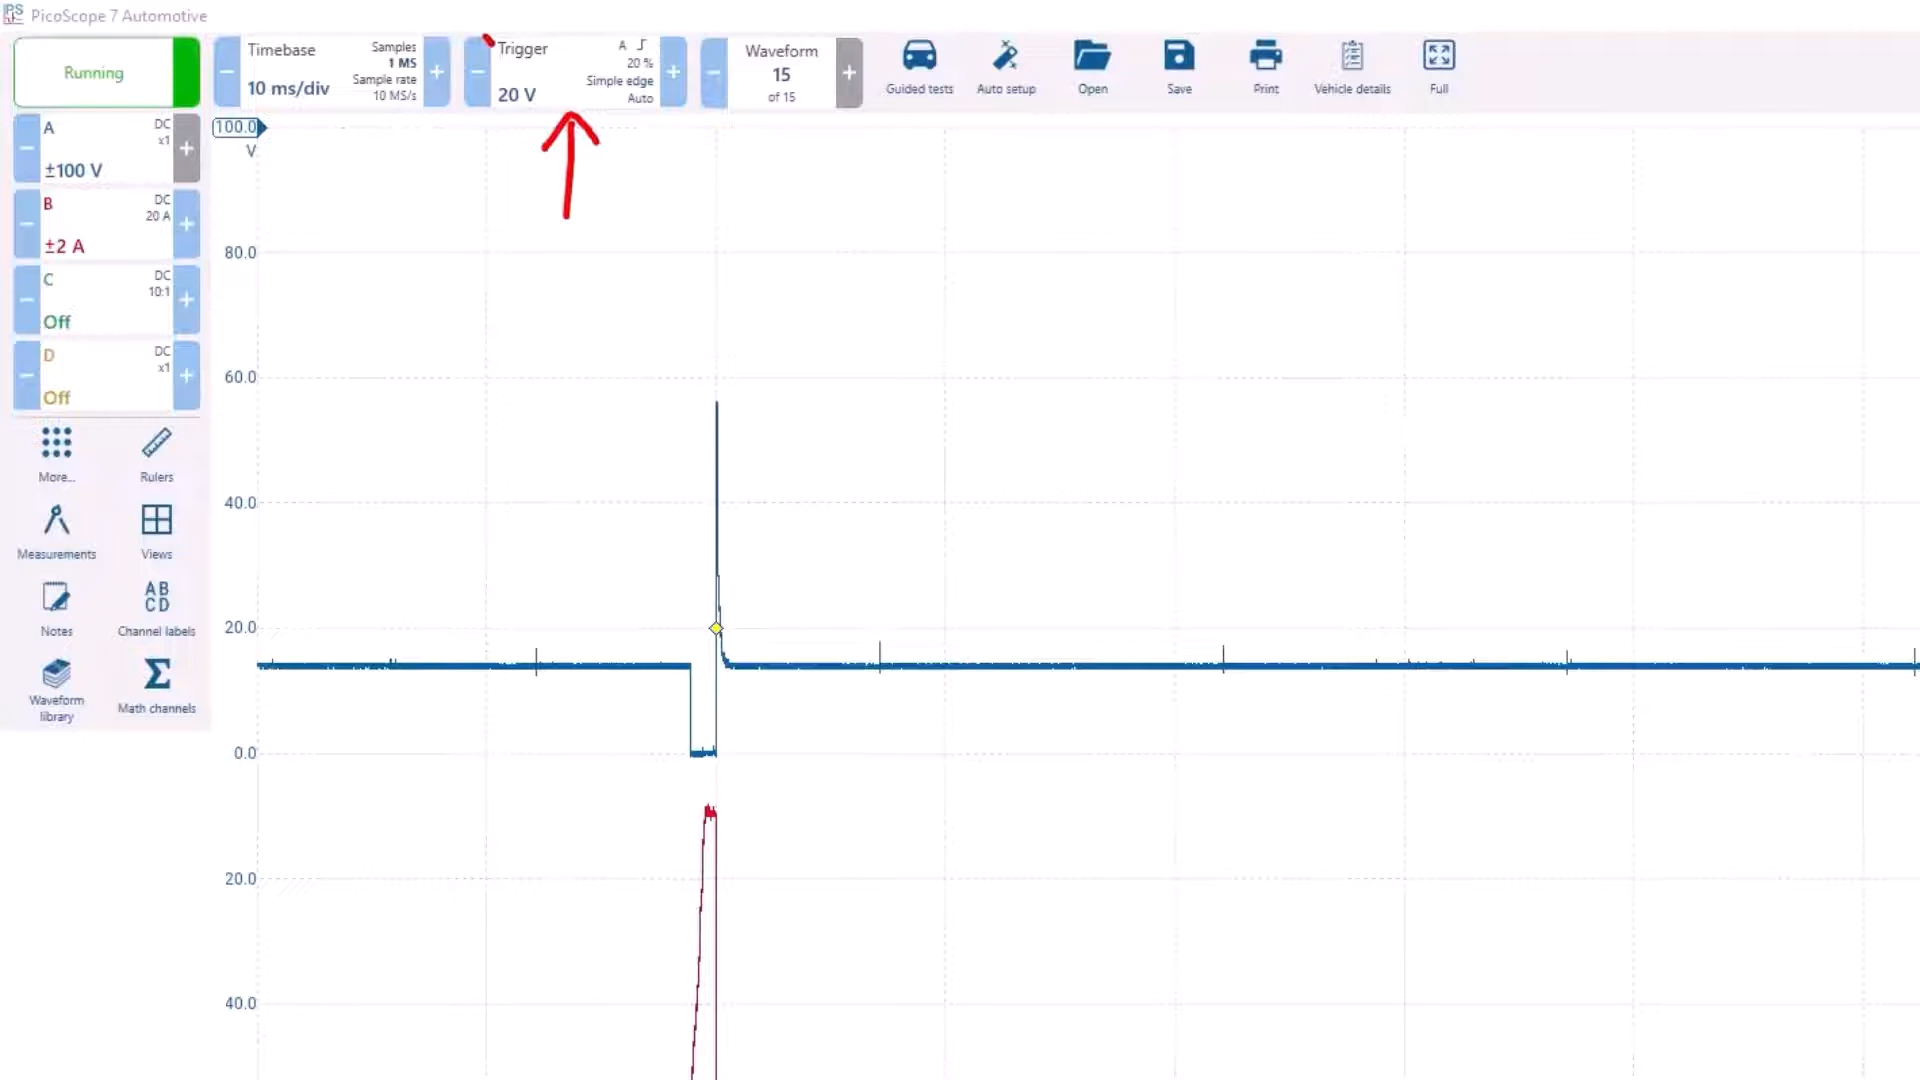 PicoScope 7 Automotive
Running
Timebase
10 ms/div
Samples
1 MS
Sample rate
10 MS/s
Trigger
20 V
A
20 %
Simple edge
Auto
Waveform
15
of 15
Guided tests
Auto setup
Open
Save
Print
Vehicle details
Full
A
DC
x1
±100 V
B
DC
20 A
±2 A
C
DC
10:1
Off
D
DC
x1
Off
More...
Rulers
Measurements
Views
Notes
ABCD
Channel labels
Waveform
library
Math channels
100.0
V
80.0
60.0
40.0
20.0
0.0
20.0
40.0